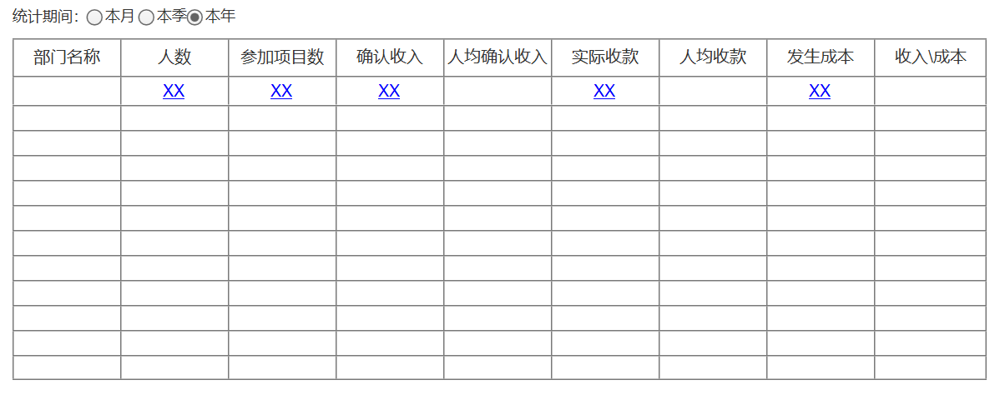 统计期间：本月 本季 本年
部门名称 人数 参加项目数 确认收入 人均确认收入 实际收款 人均收款 发生成本 收入\成本
XX XX XX XX XX